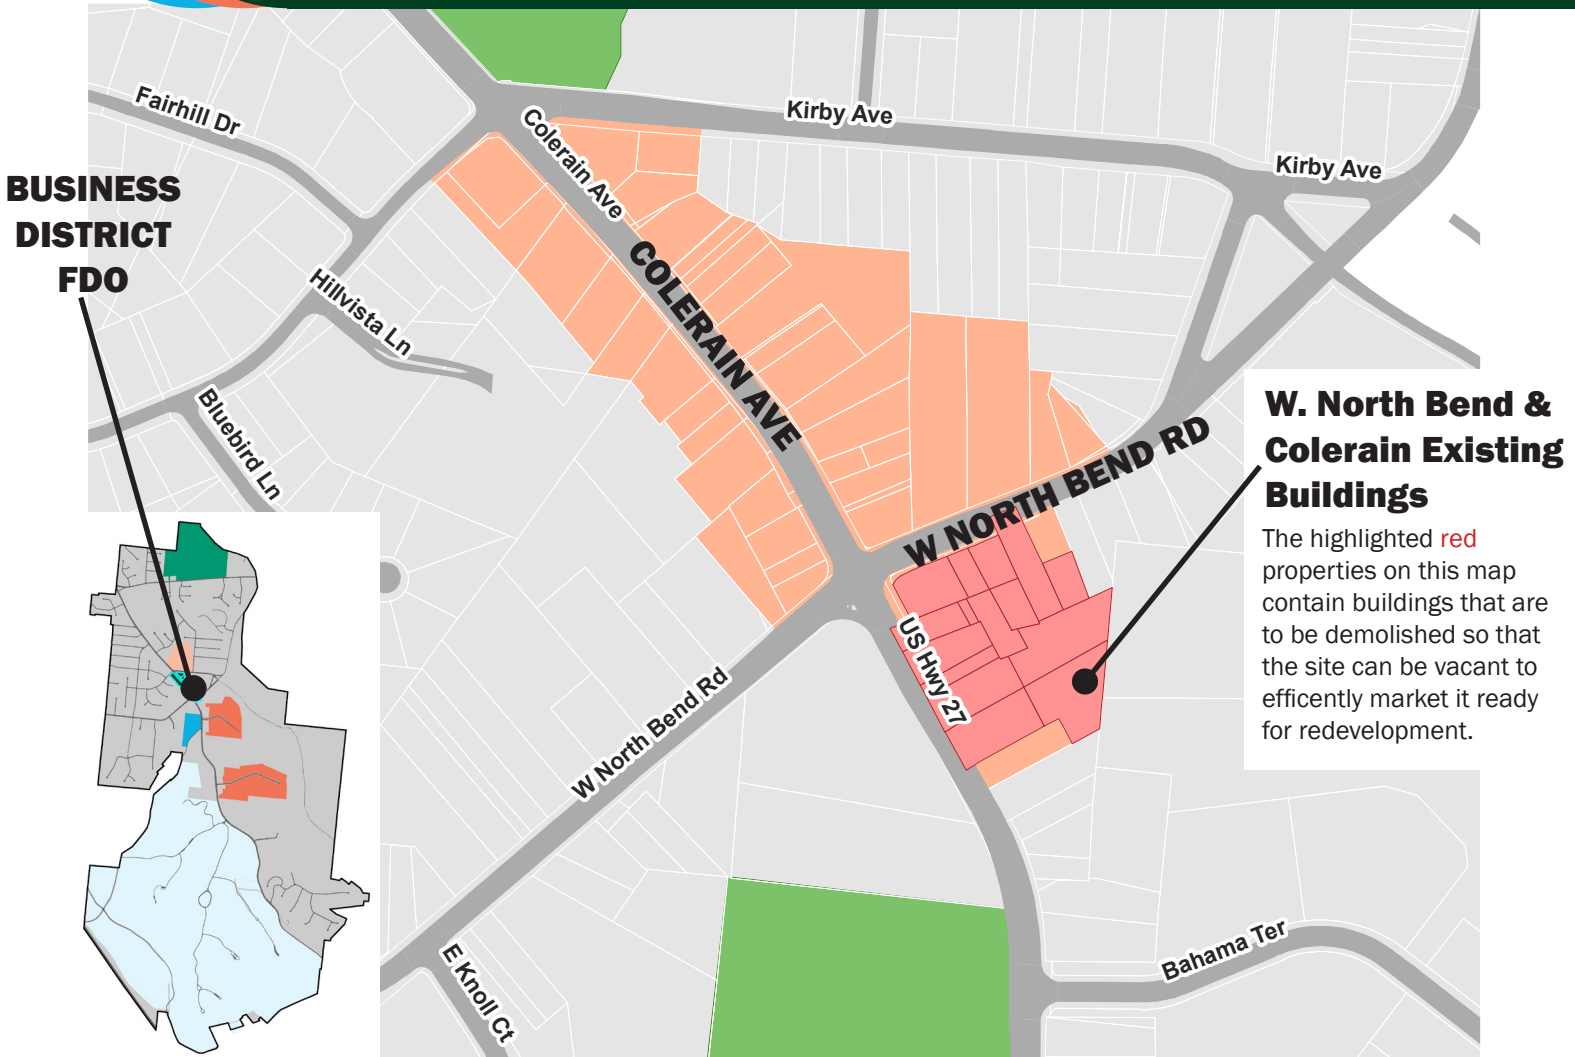 Fairhill Dr
Colerain Ave
Kirby Ave
Kirby Ave
BUSINESS
DISTRICT
FDO
Hillvista Ln
COLERAIN AVE
Bluebird Ln
W NORTH BEND RD
W. North Bend &
Colerain Existing
Buildings
The highlighted red
properties on this map
contain buildings that are
to be demolished so that
the site can be vacant to
efficently market it ready
for redevelopment.
US Hwy 27
W North Bend Rd
E Knoll Ct
Bahama Ter